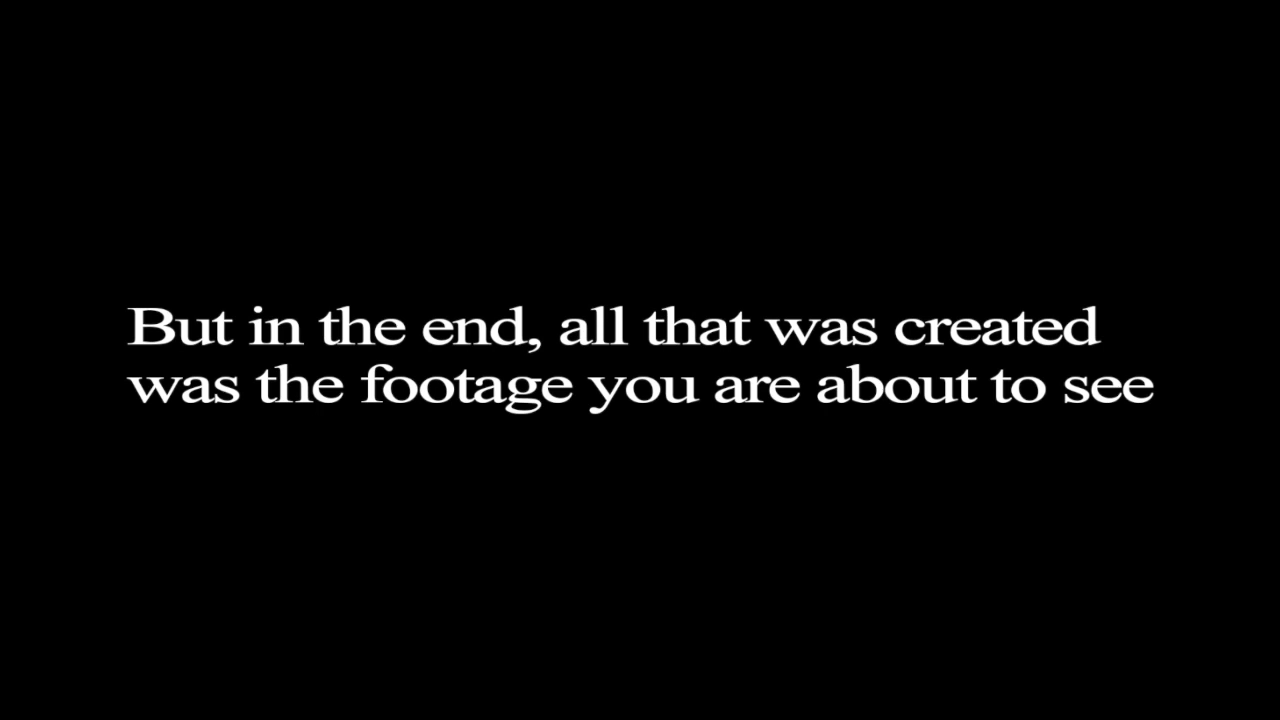 But in the end, all that was created
was the footage you are about to see